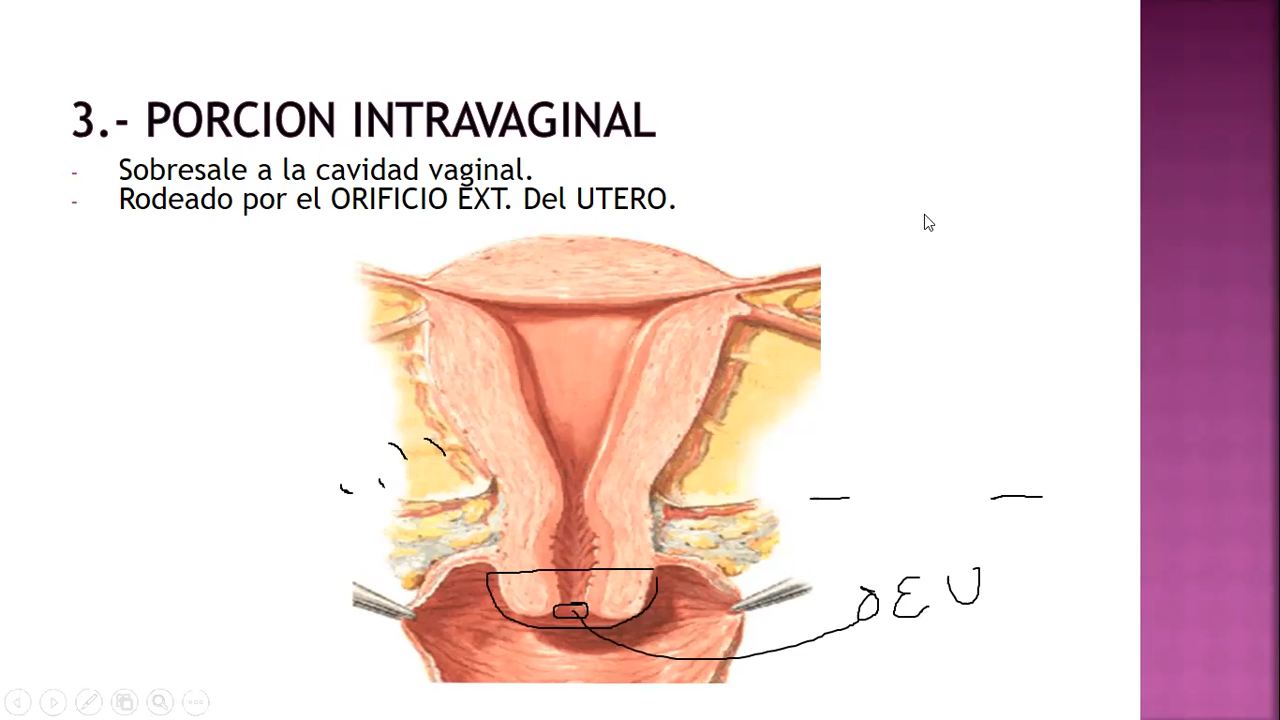 3.- PORCION INTRAVAGINAL
- Sobresale a la cavidad vaginal.
- Rodeado por el ORIFICIO EXT. Del UTERO.
OEU